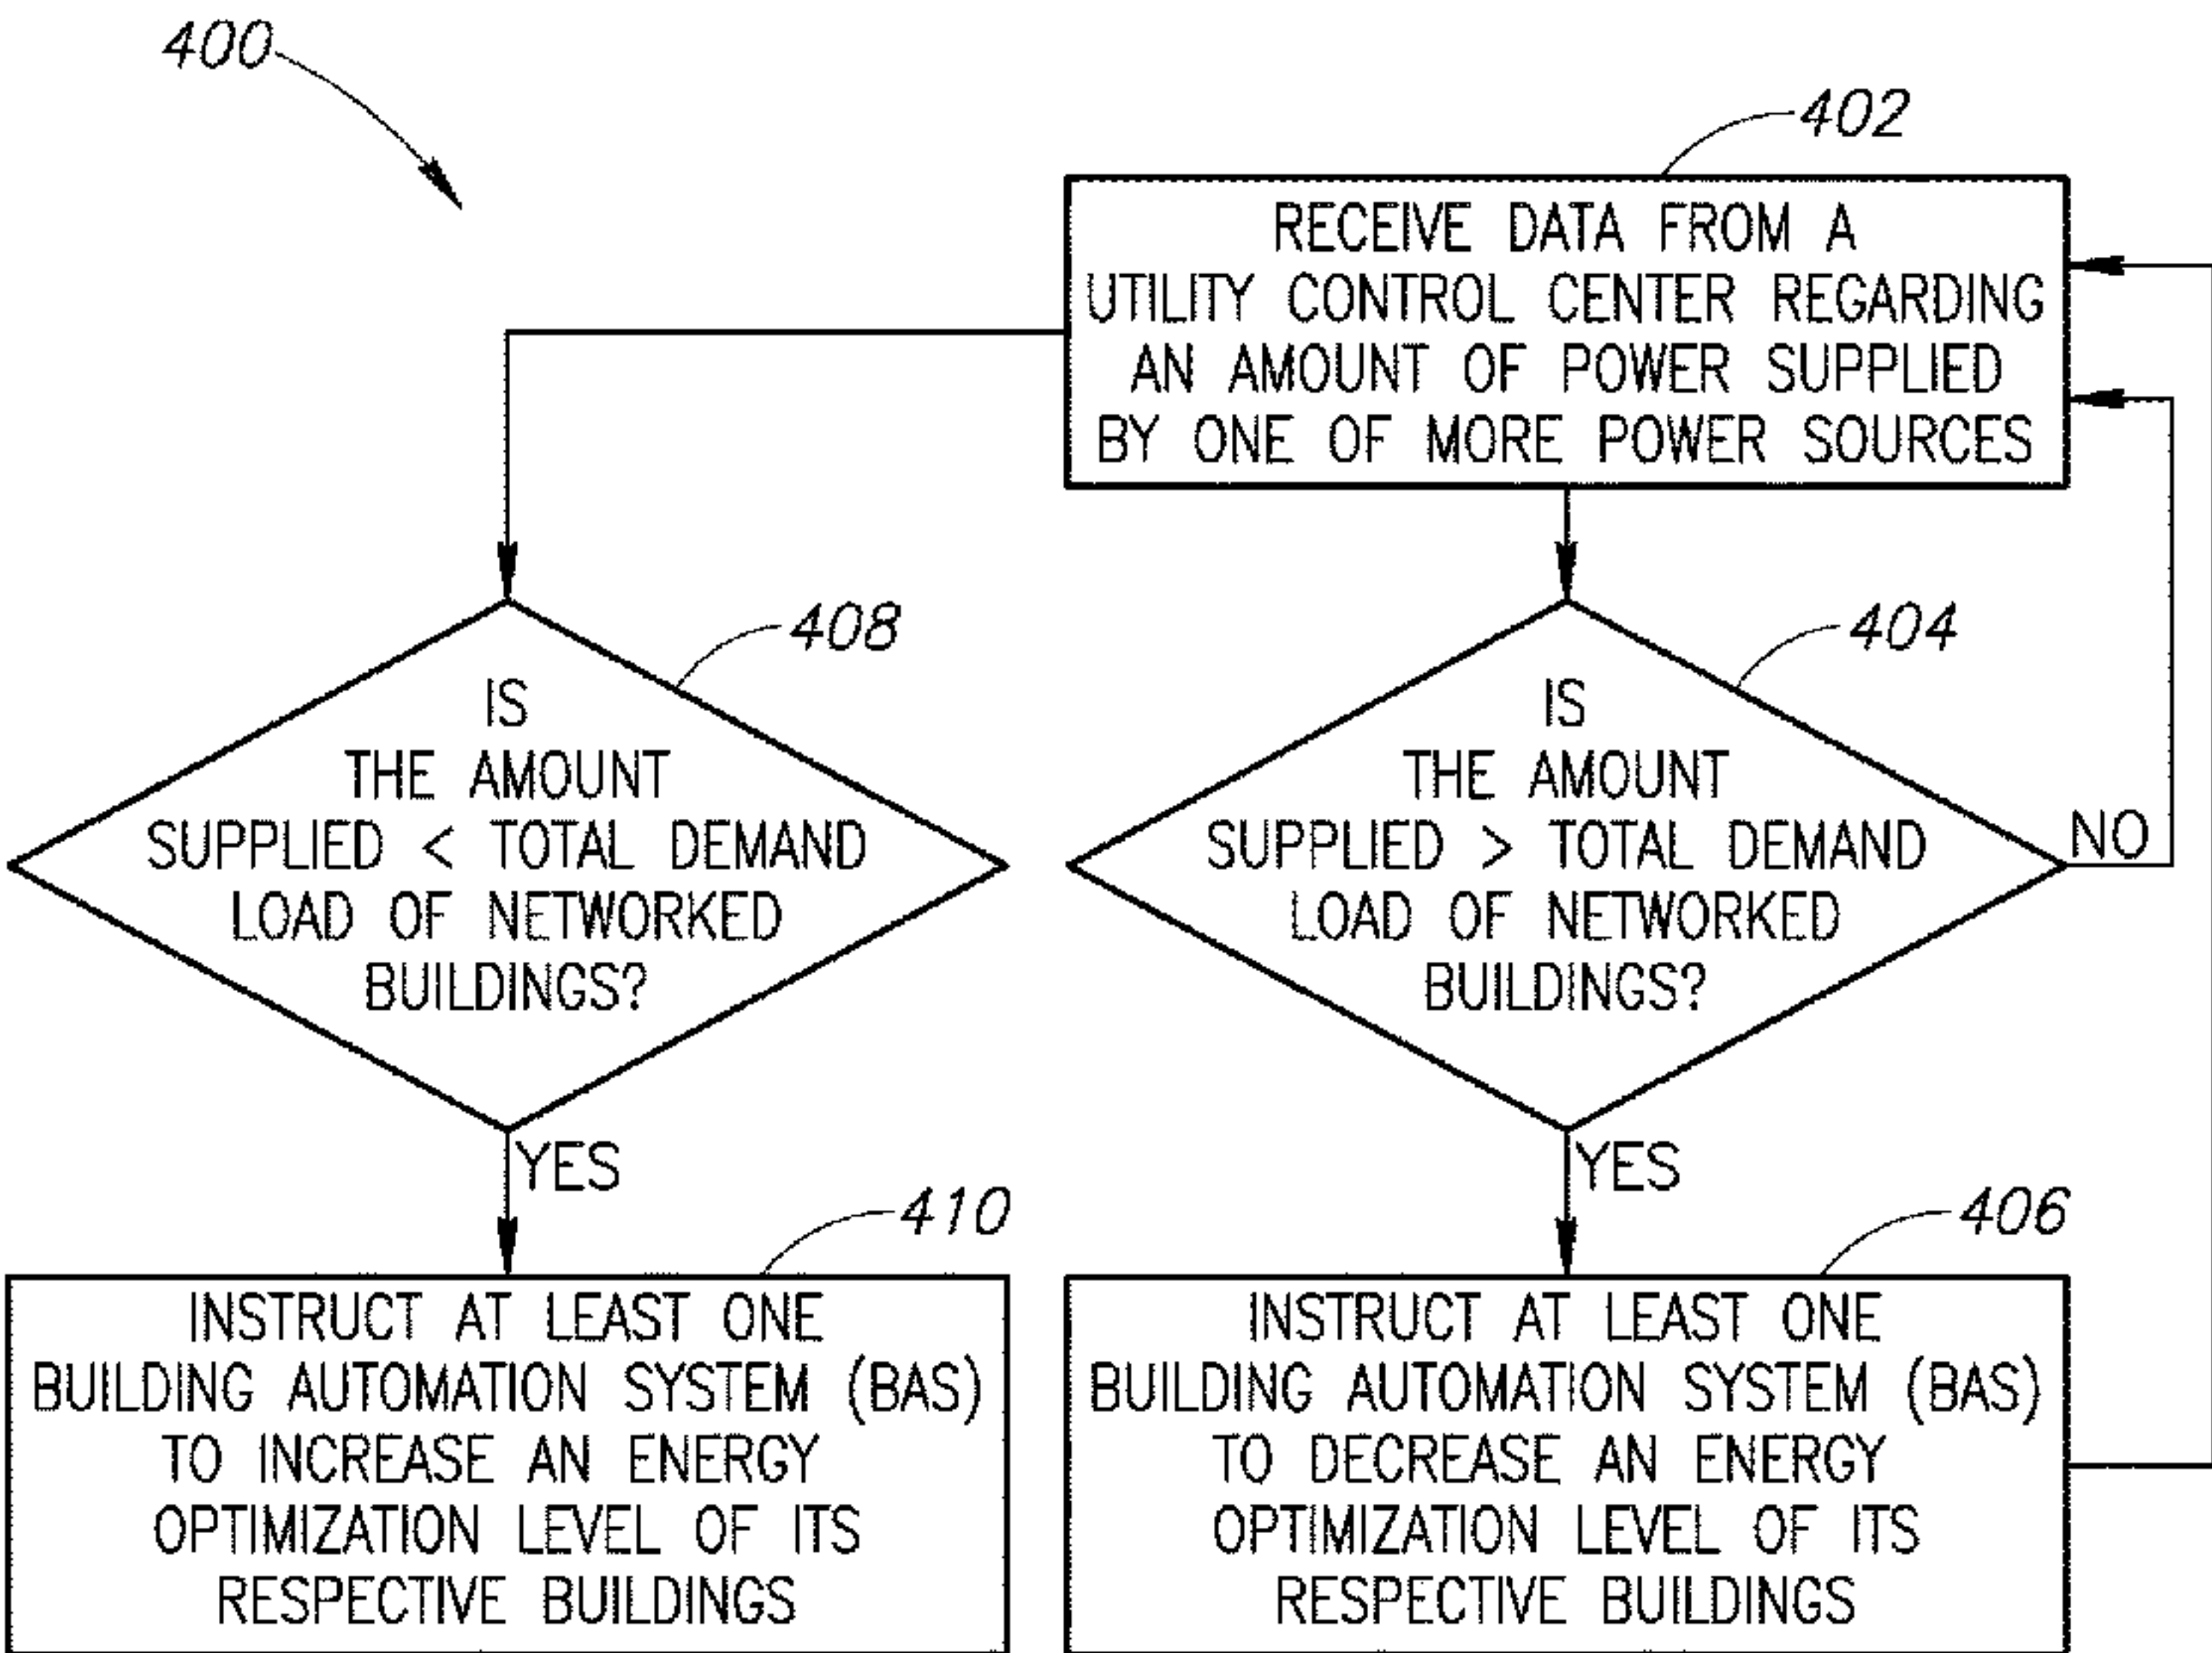 400
402
RECEIVE DATA FROM A
UTILITY CONTROL CENTER REGARDING
AN AMOUNT OF POWER SUPPLIED
BY ONE OF MORE POWER SOURCES
408
IS
THE AMOUNT
SUPPLIED < TOTAL DEMAND
LOAD OF NETWORKED
BUILDINGS?
YES
404
IS
THE AMOUNT
SUPPLIED > TOTAL DEMAND
LOAD OF NETWORKED
BUILDINGS?
NO
YES
410
INSTRUCT AT LEAST ONE
BUILDING AUTOMATION SYSTEM (BAS)
TO INCREASE AN ENERGY
OPTIMIZATION LEVEL OF ITS
RESPECTIVE BUILDINGS
406
INSTRUCT AT LEAST ONE
BUILDING AUTOMATION SYSTEM (BAS)
TO DECREASE AN ENERGY
OPTIMIZATION LEVEL OF ITS
RESPECTIVE BUILDINGS